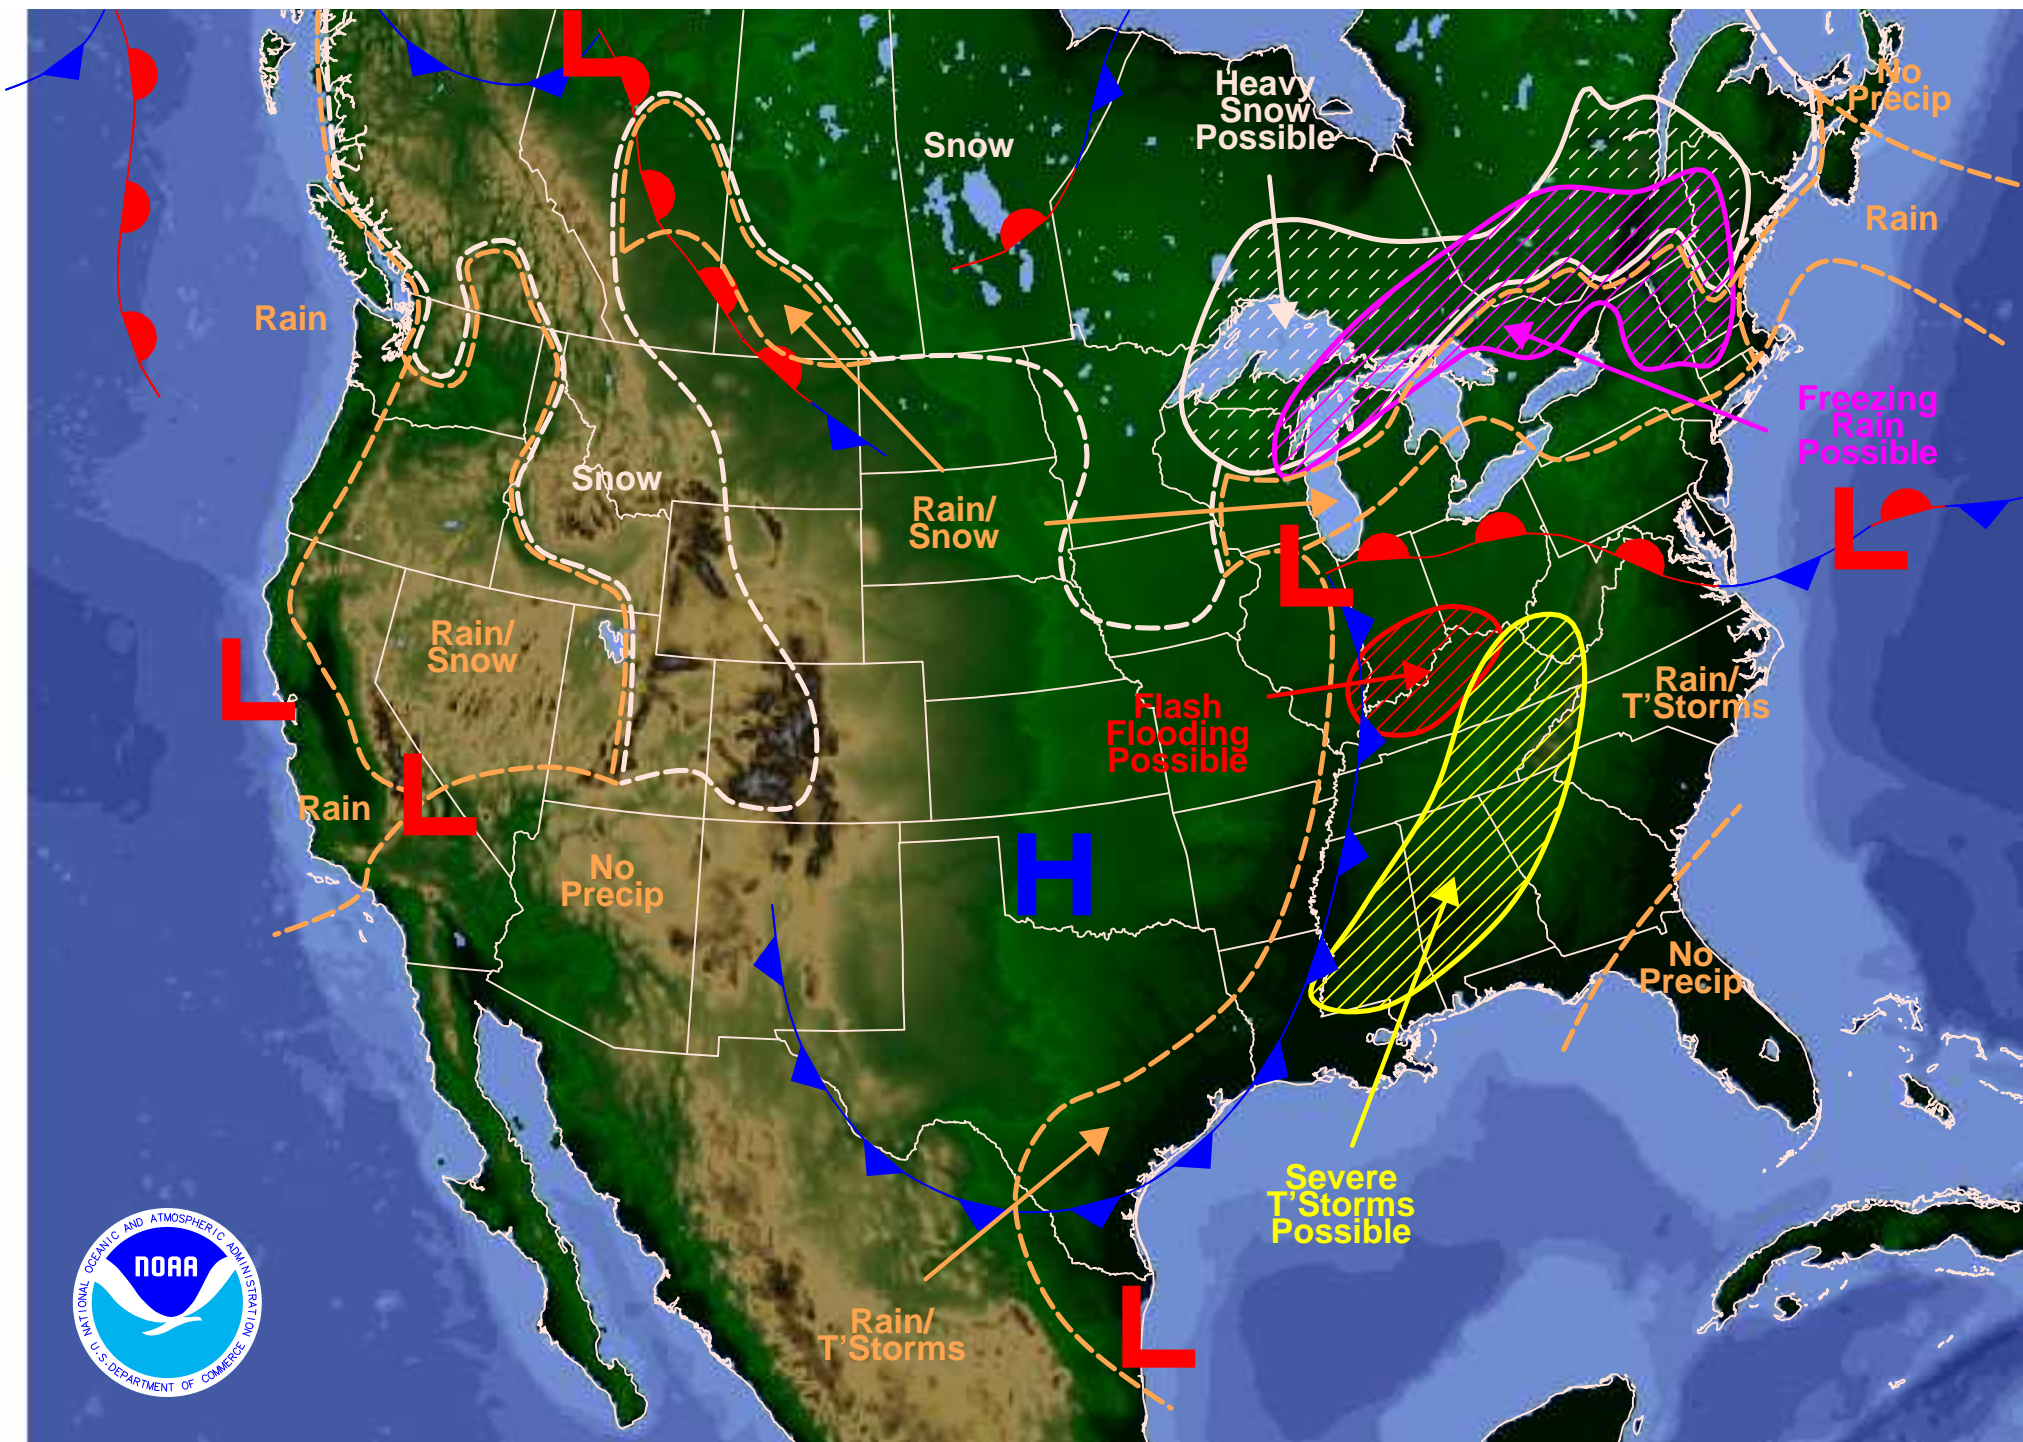 L
No
Precip
Heavy
Snow
Possible
Snow
Rain
Rain
Freezing
Rain
Possible
Snow
Rain/
Snow
L
L
Rain/
Snow
L
Rain/
T'Storms
Flash
Flooding
Possible
L
Rain
H
No
Precip
No
Precip
Severe
T'Storms
Possible
Rain/
T'Storms
L
NATIONAL OCEANIC AND ATMOSPHERIC ADMINISTRATION
NOAA
U.S. DEPARTMENT OF COMMERCE